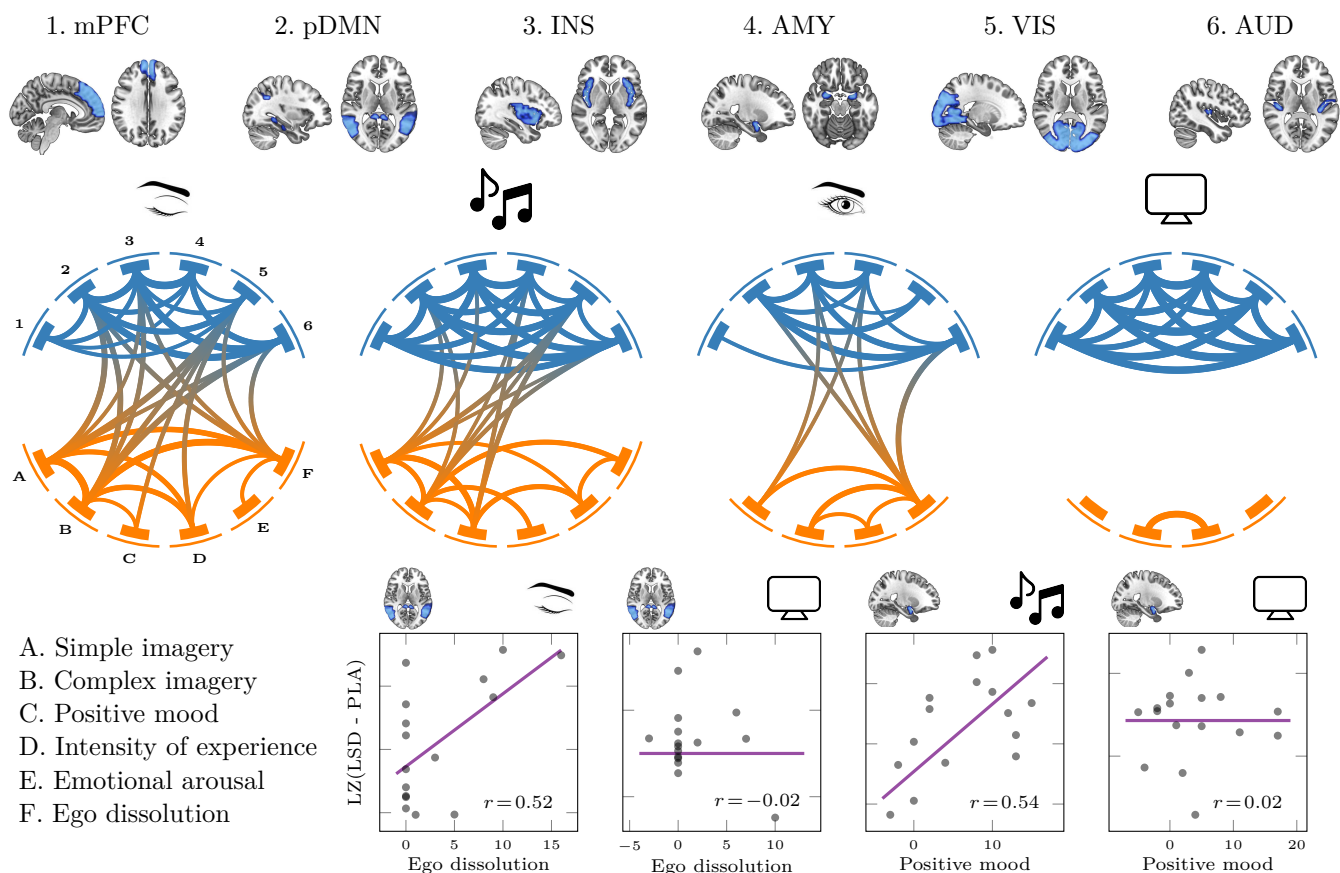 1. mPFC
2. pDMN
3. INS
4. AMY
5. VIS
6. AUD
3
4
2
5
1
6
A
F
B
E
C
D
A. Simple imagery
B. Complex imagery
C. Positive mood
D. Intensity of experience
E. Emotional arousal
F. Ego dissolution
LZ(LSD - PLA)
r = 0.52
0 5 10 15
Ego dissolution
r = −0.02
−5 0 5 10
Ego dissolution
r = 0.54
0 10
Positive mood
r = 0.02
0 10 20
Positive mood